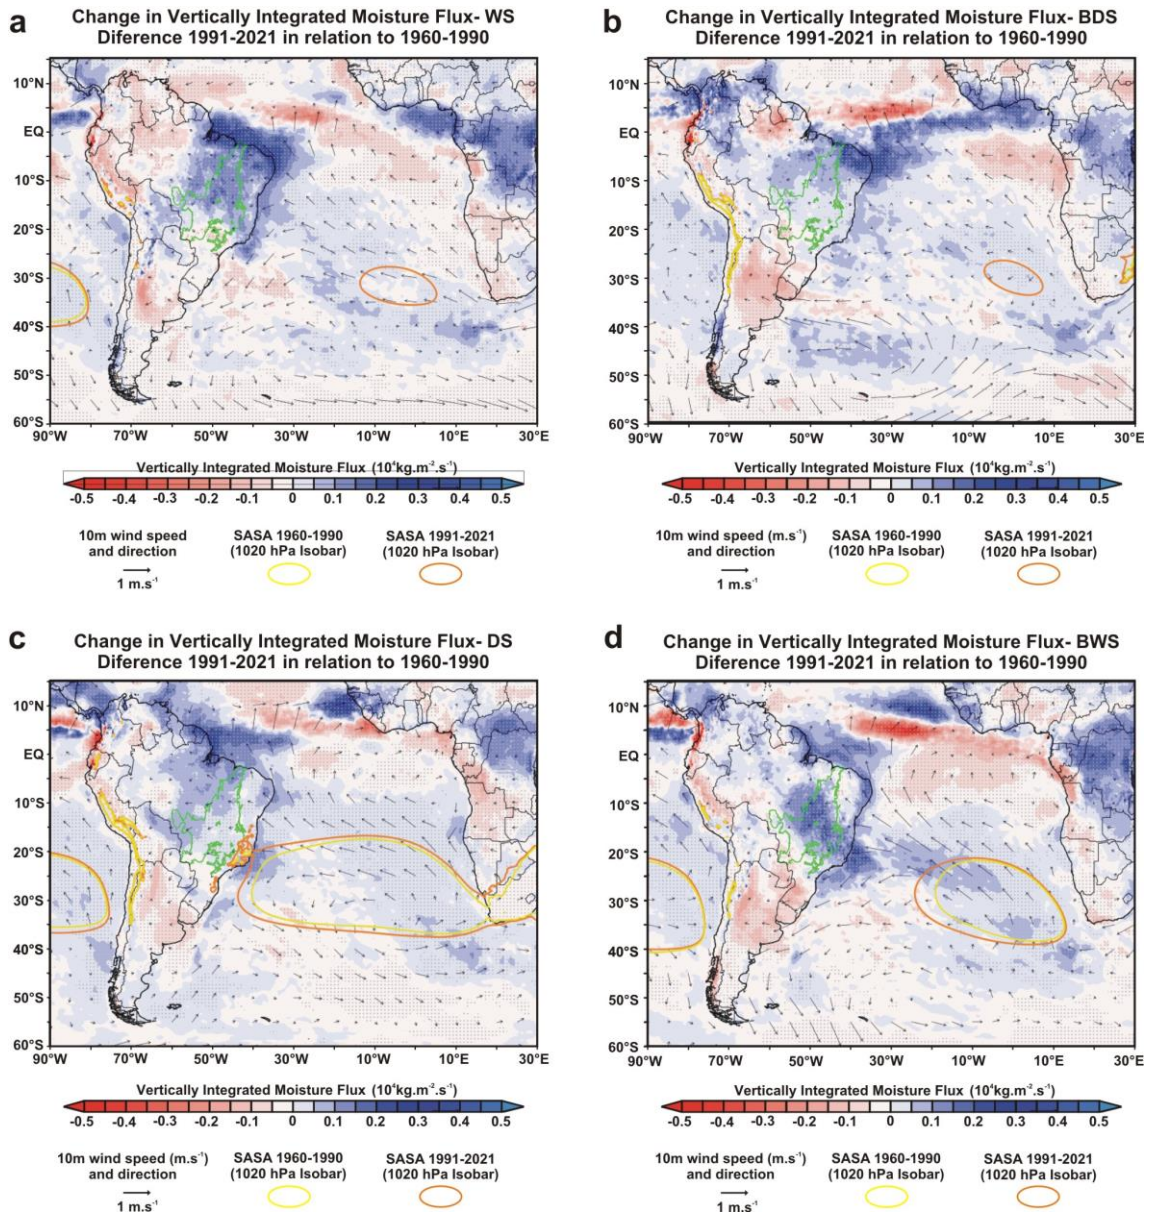 a
Change in Vertically Integrated Moisture Flux- WS
Diference 1991-2021 in relation to 1960-1990
10°N
EQ
10°S
20°S
30°S
40°S
50°S
60°S
90°W 70°W 50°W 30°W 10°W 10°E 30°E
Vertically Integrated Moisture Flux (10⁴kg.m⁻².s⁻¹)
-0.5 -0.4 -0.3 -0.2 -0.1 0 0.1 0.2 0.3 0.4 0.5
10m wind speed
and direction
1 m.s⁻¹
SASA 1960-1990
(1020 hPa Isobar)
SASA 1991-2021
(1020 hPa Isobar)
b
Change in Vertically Integrated Moisture Flux- BDS
Diference 1991-2021 in relation to 1960-1990
10°N
EQ
10°S
20°S
30°S
40°S
50°S
60°S
90°W 70°W 50°W 30°W 10°W 10°E 30°E
Vertically Integrated Moisture Flux (10⁴kg.m⁻².s⁻¹)
-0.5 -0.4 -0.3 -0.2 -0.1 0 0.1 0.2 0.3 0.4 0.5
10m wind speed (m.s⁻¹)
and direction
1 m.s⁻¹
SASA 1960-1990
(1020 hPa Isobar)
SASA 1991-2021
(1020 hPa Isobar)
c
Change in Vertically Integrated Moisture Flux- DS
Diference 1991-2021 in relation to 1960-1990
10°N
EQ
10°S
20°S
30°S
40°S
50°S
60°S
90°W 70°W 50°W 30°W 10°W 10°E 30°E
Vertically Integrated Moisture Flux (10⁴kg.m⁻².s⁻¹)
-0.5 -0.4 -0.3 -0.2 -0.1 0 0.1 0.2 0.3 0.4 0.5
10m wind speed (m.s⁻¹)
and direction
1 m.s⁻¹
SASA 1960-1990
(1020 hPa Isobar)
SASA 1991-2021
(1020 hPa Isobar)
d
Change in Vertically Integrated Moisture Flux- BWS
Diference 1991-2021 in relation to 1960-1990
10°N
EQ
10°S
20°S
30°S
40°S
50°S
60°S
90°W 70°W 50°W 30°W 10°W 10°E 30°E
Vertically Integrated Moisture Flux (10⁴kg.m⁻².s⁻¹)
-0.5 -0.4 -0.3 -0.2 -0.1 0 0.1 0.2 0.3 0.4 0.5
10m wind speed (m.s⁻¹)
and direction
1 m.s⁻¹
SASA 1960-1990
(1020 hPa Isobar)
SASA 1991-2021
(1020 hPa Isobar)